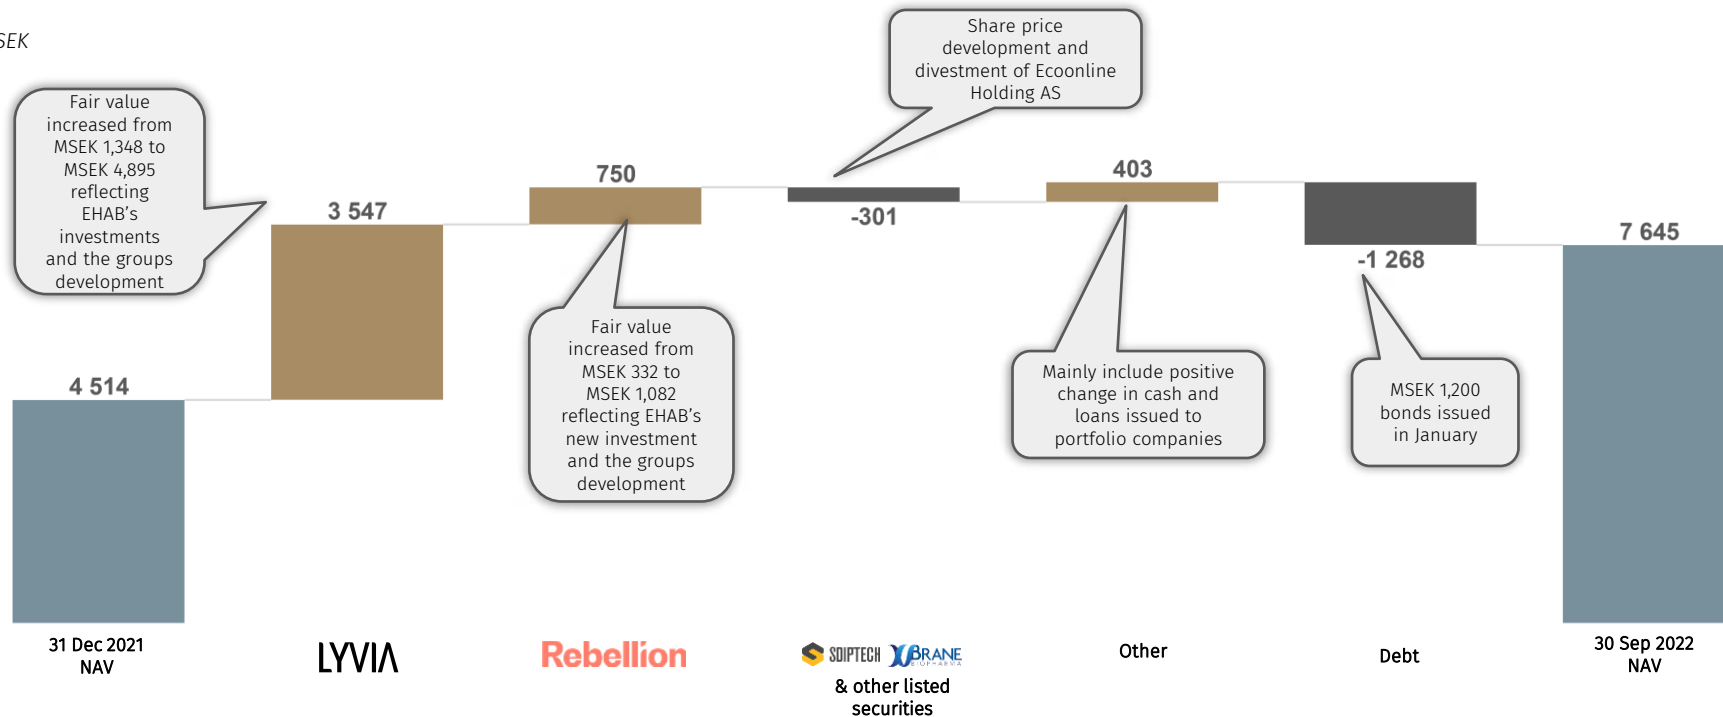 SEK
Share price
development and
divestment of Ecoonline
Holding AS
Fair value
increased from
MSEK 1,348 to
MSEK 4,895
reflecting
EHAB's
investments
and the groups
development
4 514
3 547
750
-301
403
-1 268
7 645
Fair value
increased from
MSEK 332 to
MSEK 1,082
reflecting EHAB's
new investment
and the groups
development
Mainly include positive
change in cash and
loans issued to
portfolio companies
MSEK 1,200
bonds issued
in January
31 Dec 2021
NAV
LYVIA
Rebellion
SDIPTECH
XBRANE
BIOPHARMA
& other listed
securities
Other
Debt
30 Sep 2022
NAV